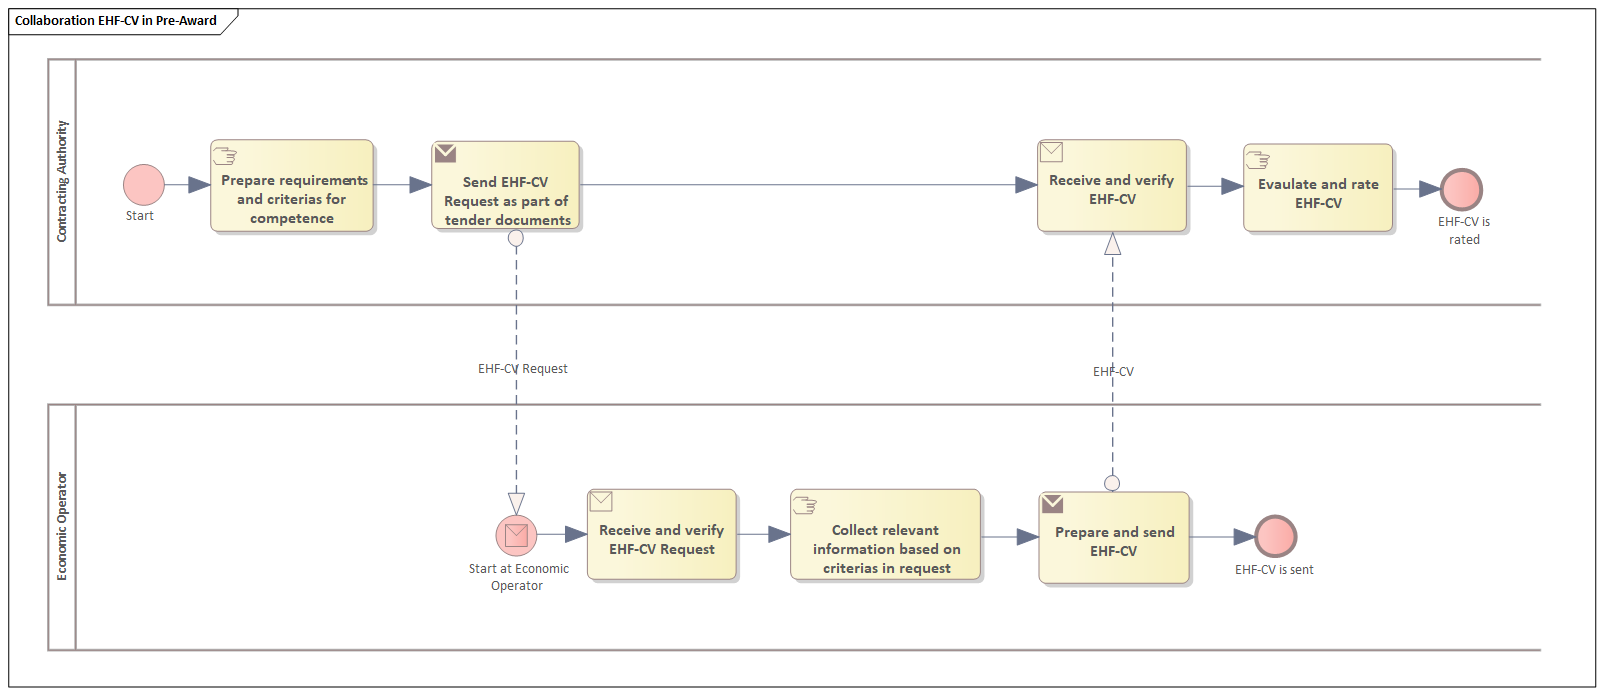 Collaboration EHF-CV in Pre-Award
Contracting Authority
Start
Prepare requirements
and criterias for
competence
Send EHF-CV
Request as part of
tender documents
Receive and verify
EHF-CV
Evaulate and rate
EHF-CV
EHF-CV is
rated
EHF-CV Request
EHF-CV
Economic Operator
Start at Economic
Operator
Receive and verify
EHF-CV Request
Collect relevant
information based on
criterias in request
Prepare and send
EHF-CV
EHF-CV is sent